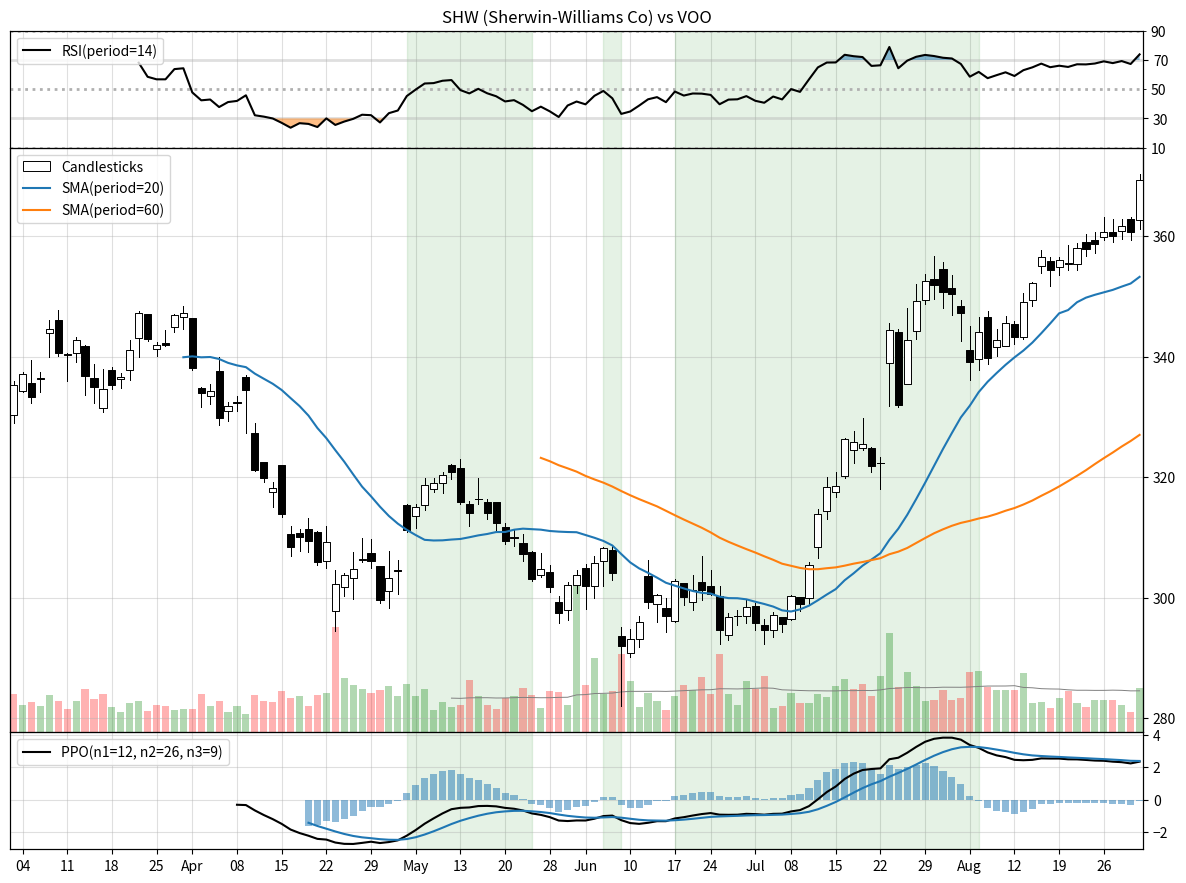 SHW (Sherwin-Williams Co) vs VOO
RSI(period=14)
90
70
50
30
10
Candlesticks
SMA(period=20)
SMA(period=60)
360
340
320
300
280
PPO(n1=12, n2=26, n3=9)
4
2
0
−2
04 11 18 25 Apr 08 15 22 29 May 13 20 28 Jun 10 17 24 Jul 08 15 22 29 Aug 12 19 26